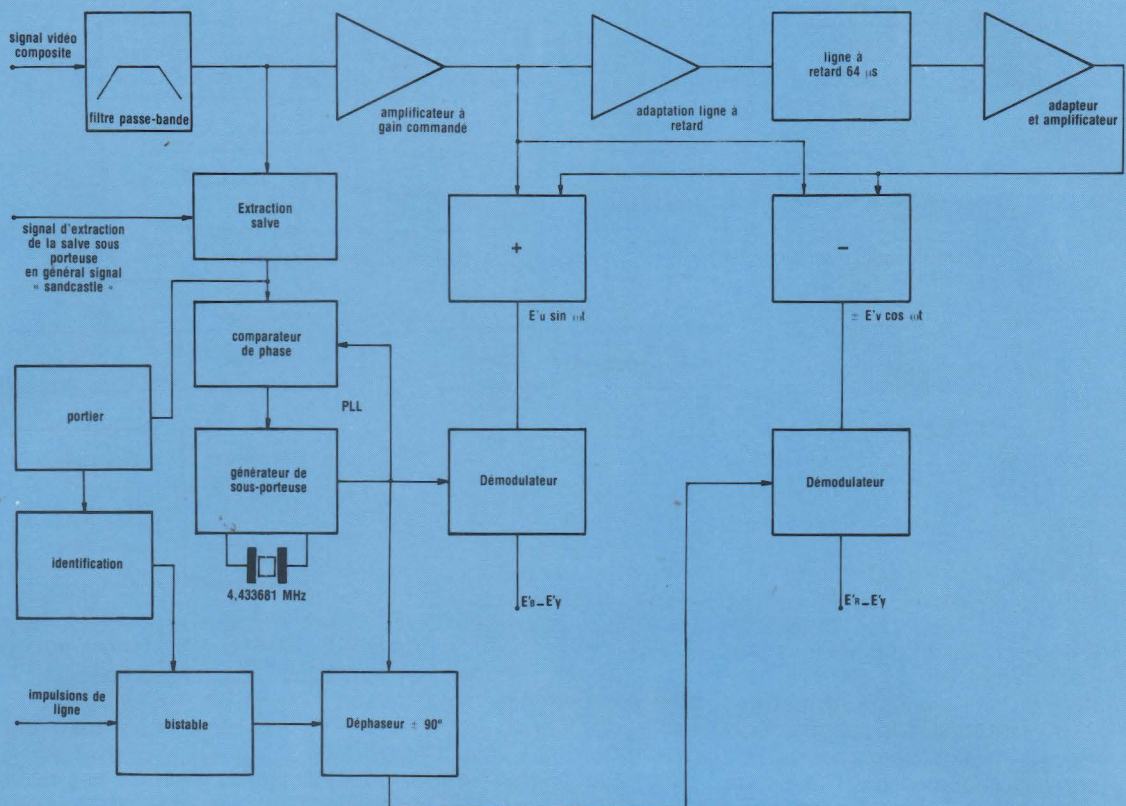 signal vidéo
composite
filtre passe-bande
amplificateur à
gain commandé
adaptation ligne à
retard
ligne à
retard 64 µs
adapteur
et amplificateur
Extraction
salve
signal d'extraction
de la salve sous
porteuse
en général signal
« sandcastle «
+
−
E'u sin ωt
± E'v cos ωt
comparateur
de phase
PLL
portier
générateur de
sous-porteuse
Démodulateur
Démodulateur
identification
4,433681 MHz
E'B_E'y
E'R_E'y
impulsions de
ligne
bistable
Déphaseur ± 90°